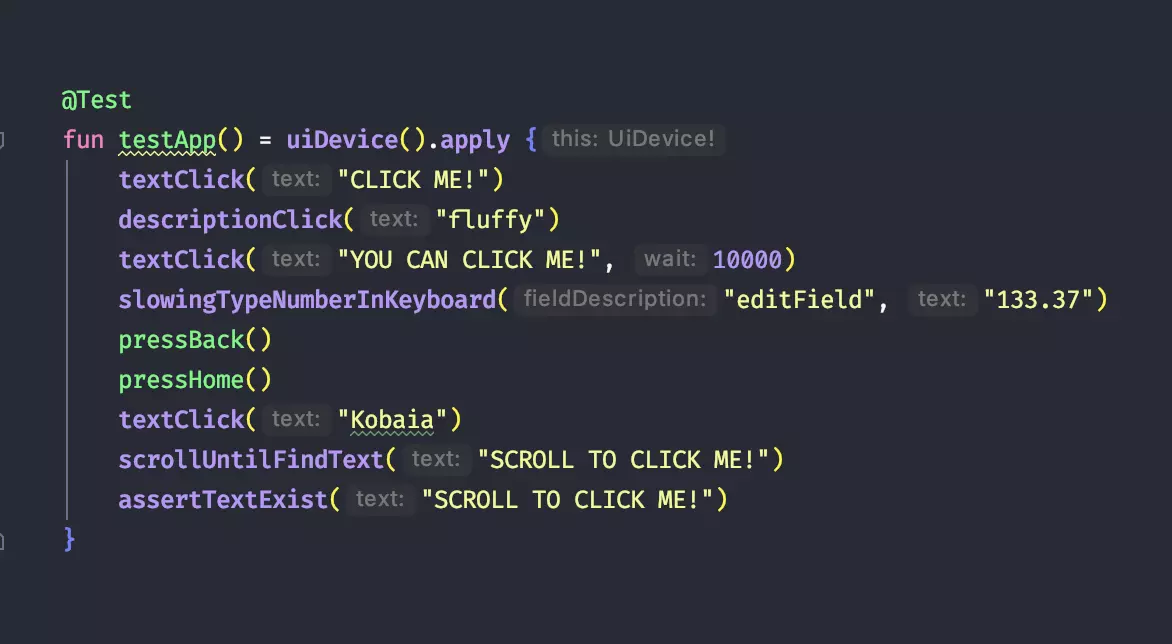 @Test
fun testApp() = uiDevice().apply { this: UiDevice!
textClick( text: "CLICK ME!")
descriptionClick( text: "fluffy")
textClick( text: "YOU CAN CLICK ME!", wait: 10000)
slowingTypeNumberInKeyboard( fieldDescription: "editField", text: "133.37")
pressBack()
pressHome()
textClick( text: "Kobaia")
scrollUntilFindText( text: "SCROLL TO CLICK ME!")
assertTextExist( text: "SCROLL TO CLICK ME!")
}